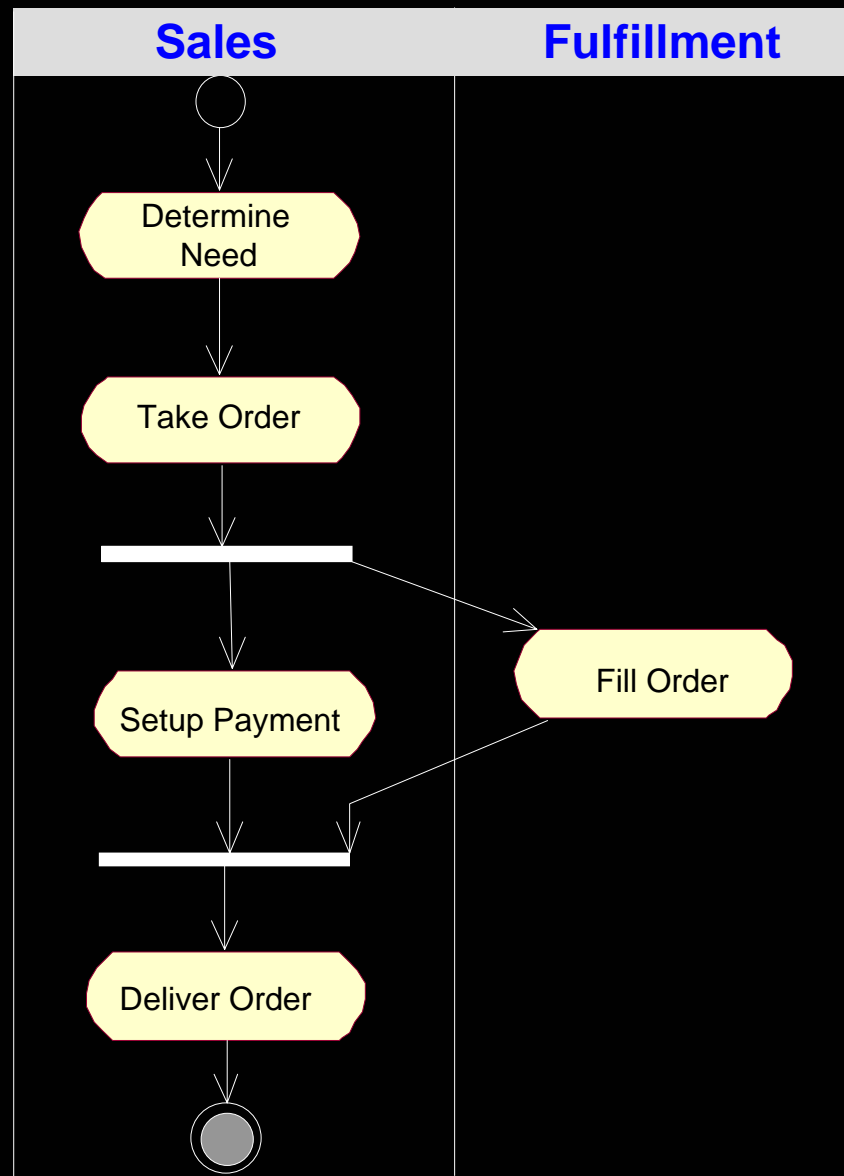 Sales
Fulfillment
Determine
Need
Take Order
Fill Order
Setup Payment
Deliver Order